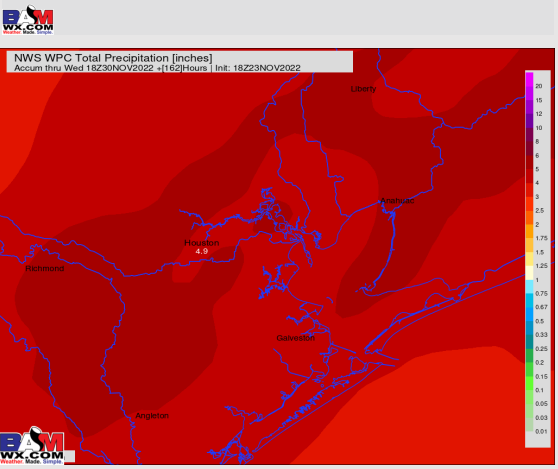 BAM
WX.COM
Weather. Made. Simple.
NWS WPC Total Precipitation [inches]
Accum thru Wed 18Z30NOV2022 +[162]Hours | Init: 18Z23NOV2022
Liberty
Anahuac
Houston
4.9
Richmond
Galveston
Angleton
20
15
12
10
8
6
5
4
3
2.5
2
1.75
1.5
1.25
1
0.75
0.67
0.5
0.33
0.25
0.2
0.15
0.1
0.05
0.03
0.01
BAM
WX.COM
Weather. Made. Simple.